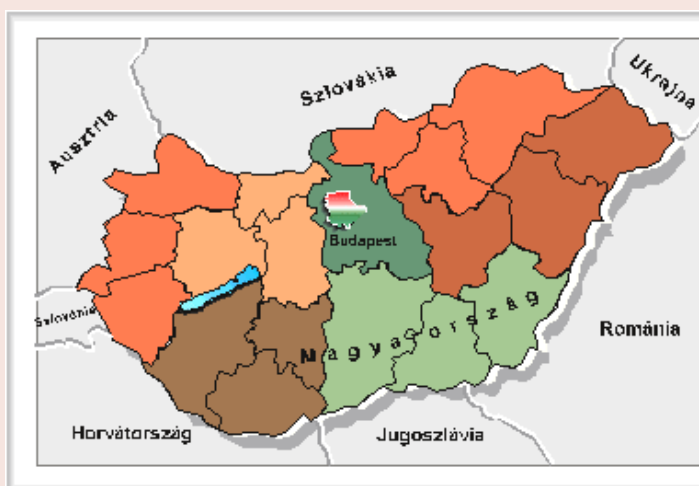 Szlovákia
Ukrajna
Ausztria
Budapest
Szlovénia
Magyarország
Románia
Horvátország
Jugoszlávia